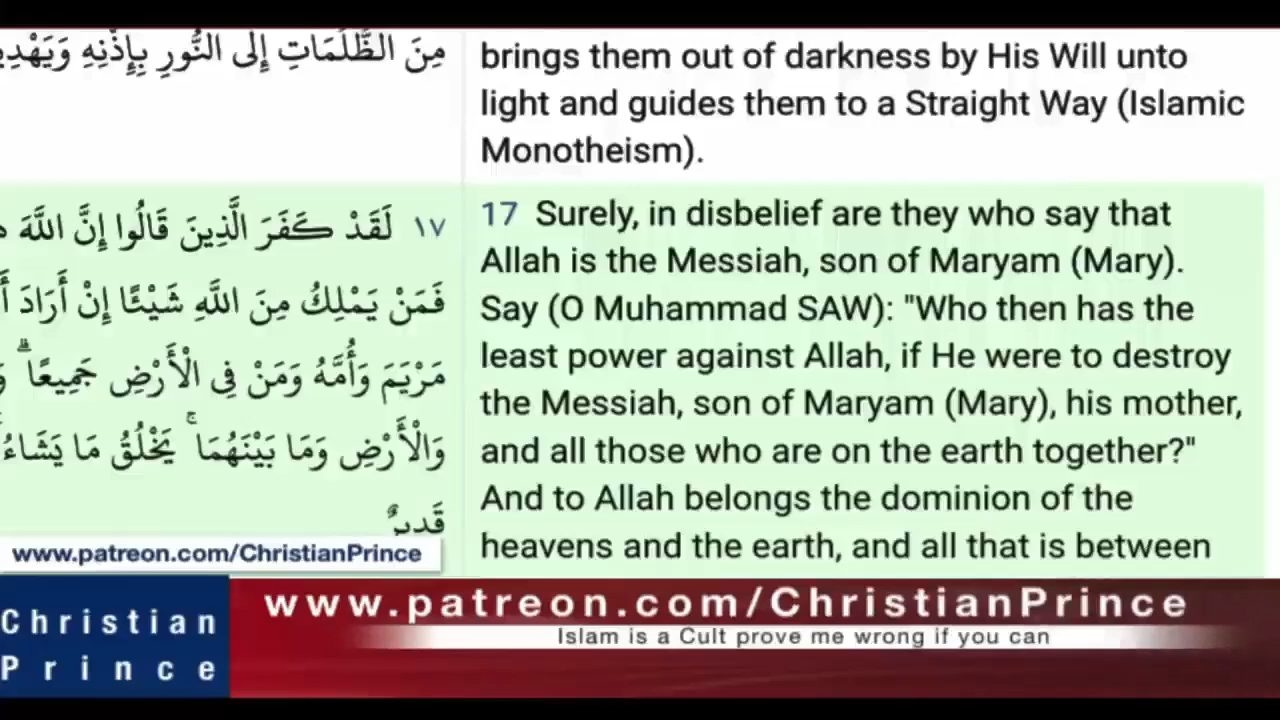 مِنَ الظُّلُمَاتِ إِلَى النُّورِ بِإِذْنِهِ
brings them out of darkness by His Will unto
light and guides them to a Straight Way (Islamic
Monotheism).
١٧ لَقَدْ كَفَرَ الَّذِينَ قَالُوا إِنَّ اللَّهَ
فَمَنْ يَمْلِكُ مِنَ اللَّهِ شَيْئًا إِنْ أَرَادَ
مَرْيَمَ وَأُمَّهُ وَمَنْ فِي الْأَرْضِ جَمِيعًا ۗ
وَالْأَرْضِ وَمَا بَيْنَهُمَا ۚ يَخْلُقُ مَا يَشَاءُ
قَدِيرٌ
17 Surely, in disbelief are they who say that
Allah is the Messiah, son of Maryam (Mary).
Say (O Muhammad SAW): "Who then has the
least power against Allah, if He were to destroy
the Messiah, son of Maryam (Mary), his mother,
and all those who are on the earth together?"
And to Allah belongs the dominion of the
heavens and the earth, and all that is between
www.patreon.com/ChristianPrince
www.patreon.com/ChristianPrince
Islam is a Cult prove me wrong if you can
Christian
Prince